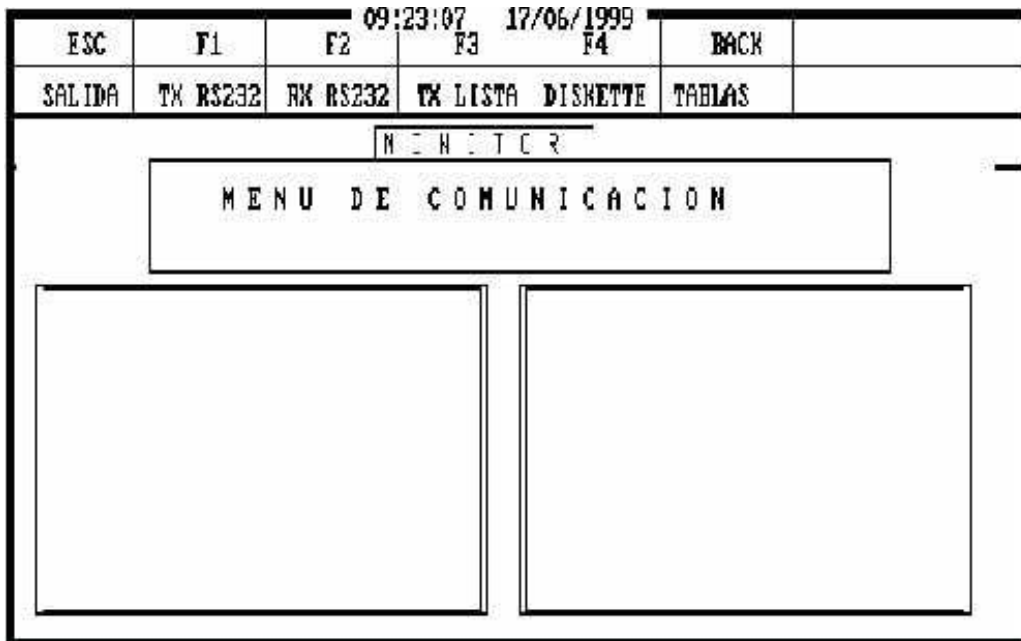 09:23:07 17/06/1999
ESC F1 F2 F3 F4 BACK
SALIDA TX RS232 RX RS232 TX LISTA DISKETTE TABLAS
MENU DE COMUNICACION